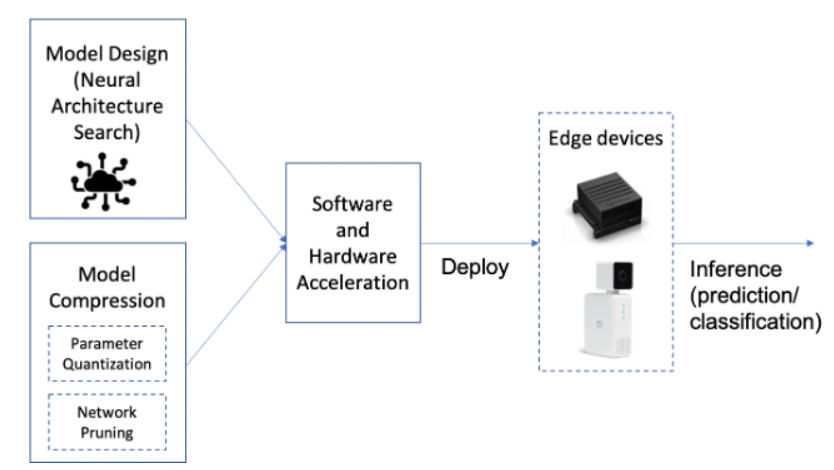 Model Design
(Neural
Architecture
Search)
Model
Compression
Parameter
Quantization
Network
Pruning
Software
and
Hardware
Acceleration
Deploy
Edge devices
Inference
(prediction/
classification)